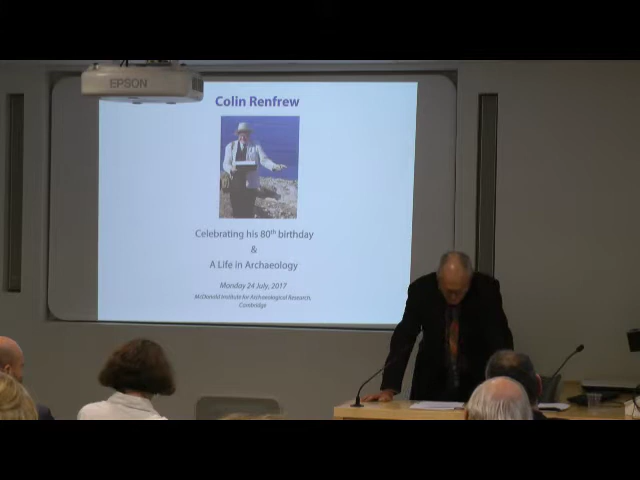 EPSON
Colin Renfrew
Celebrating his 80th birthday
&
A Life in Archaeology
Monday 24 July, 2017
McDonald Institute for Archaeological Research,
Cambridge